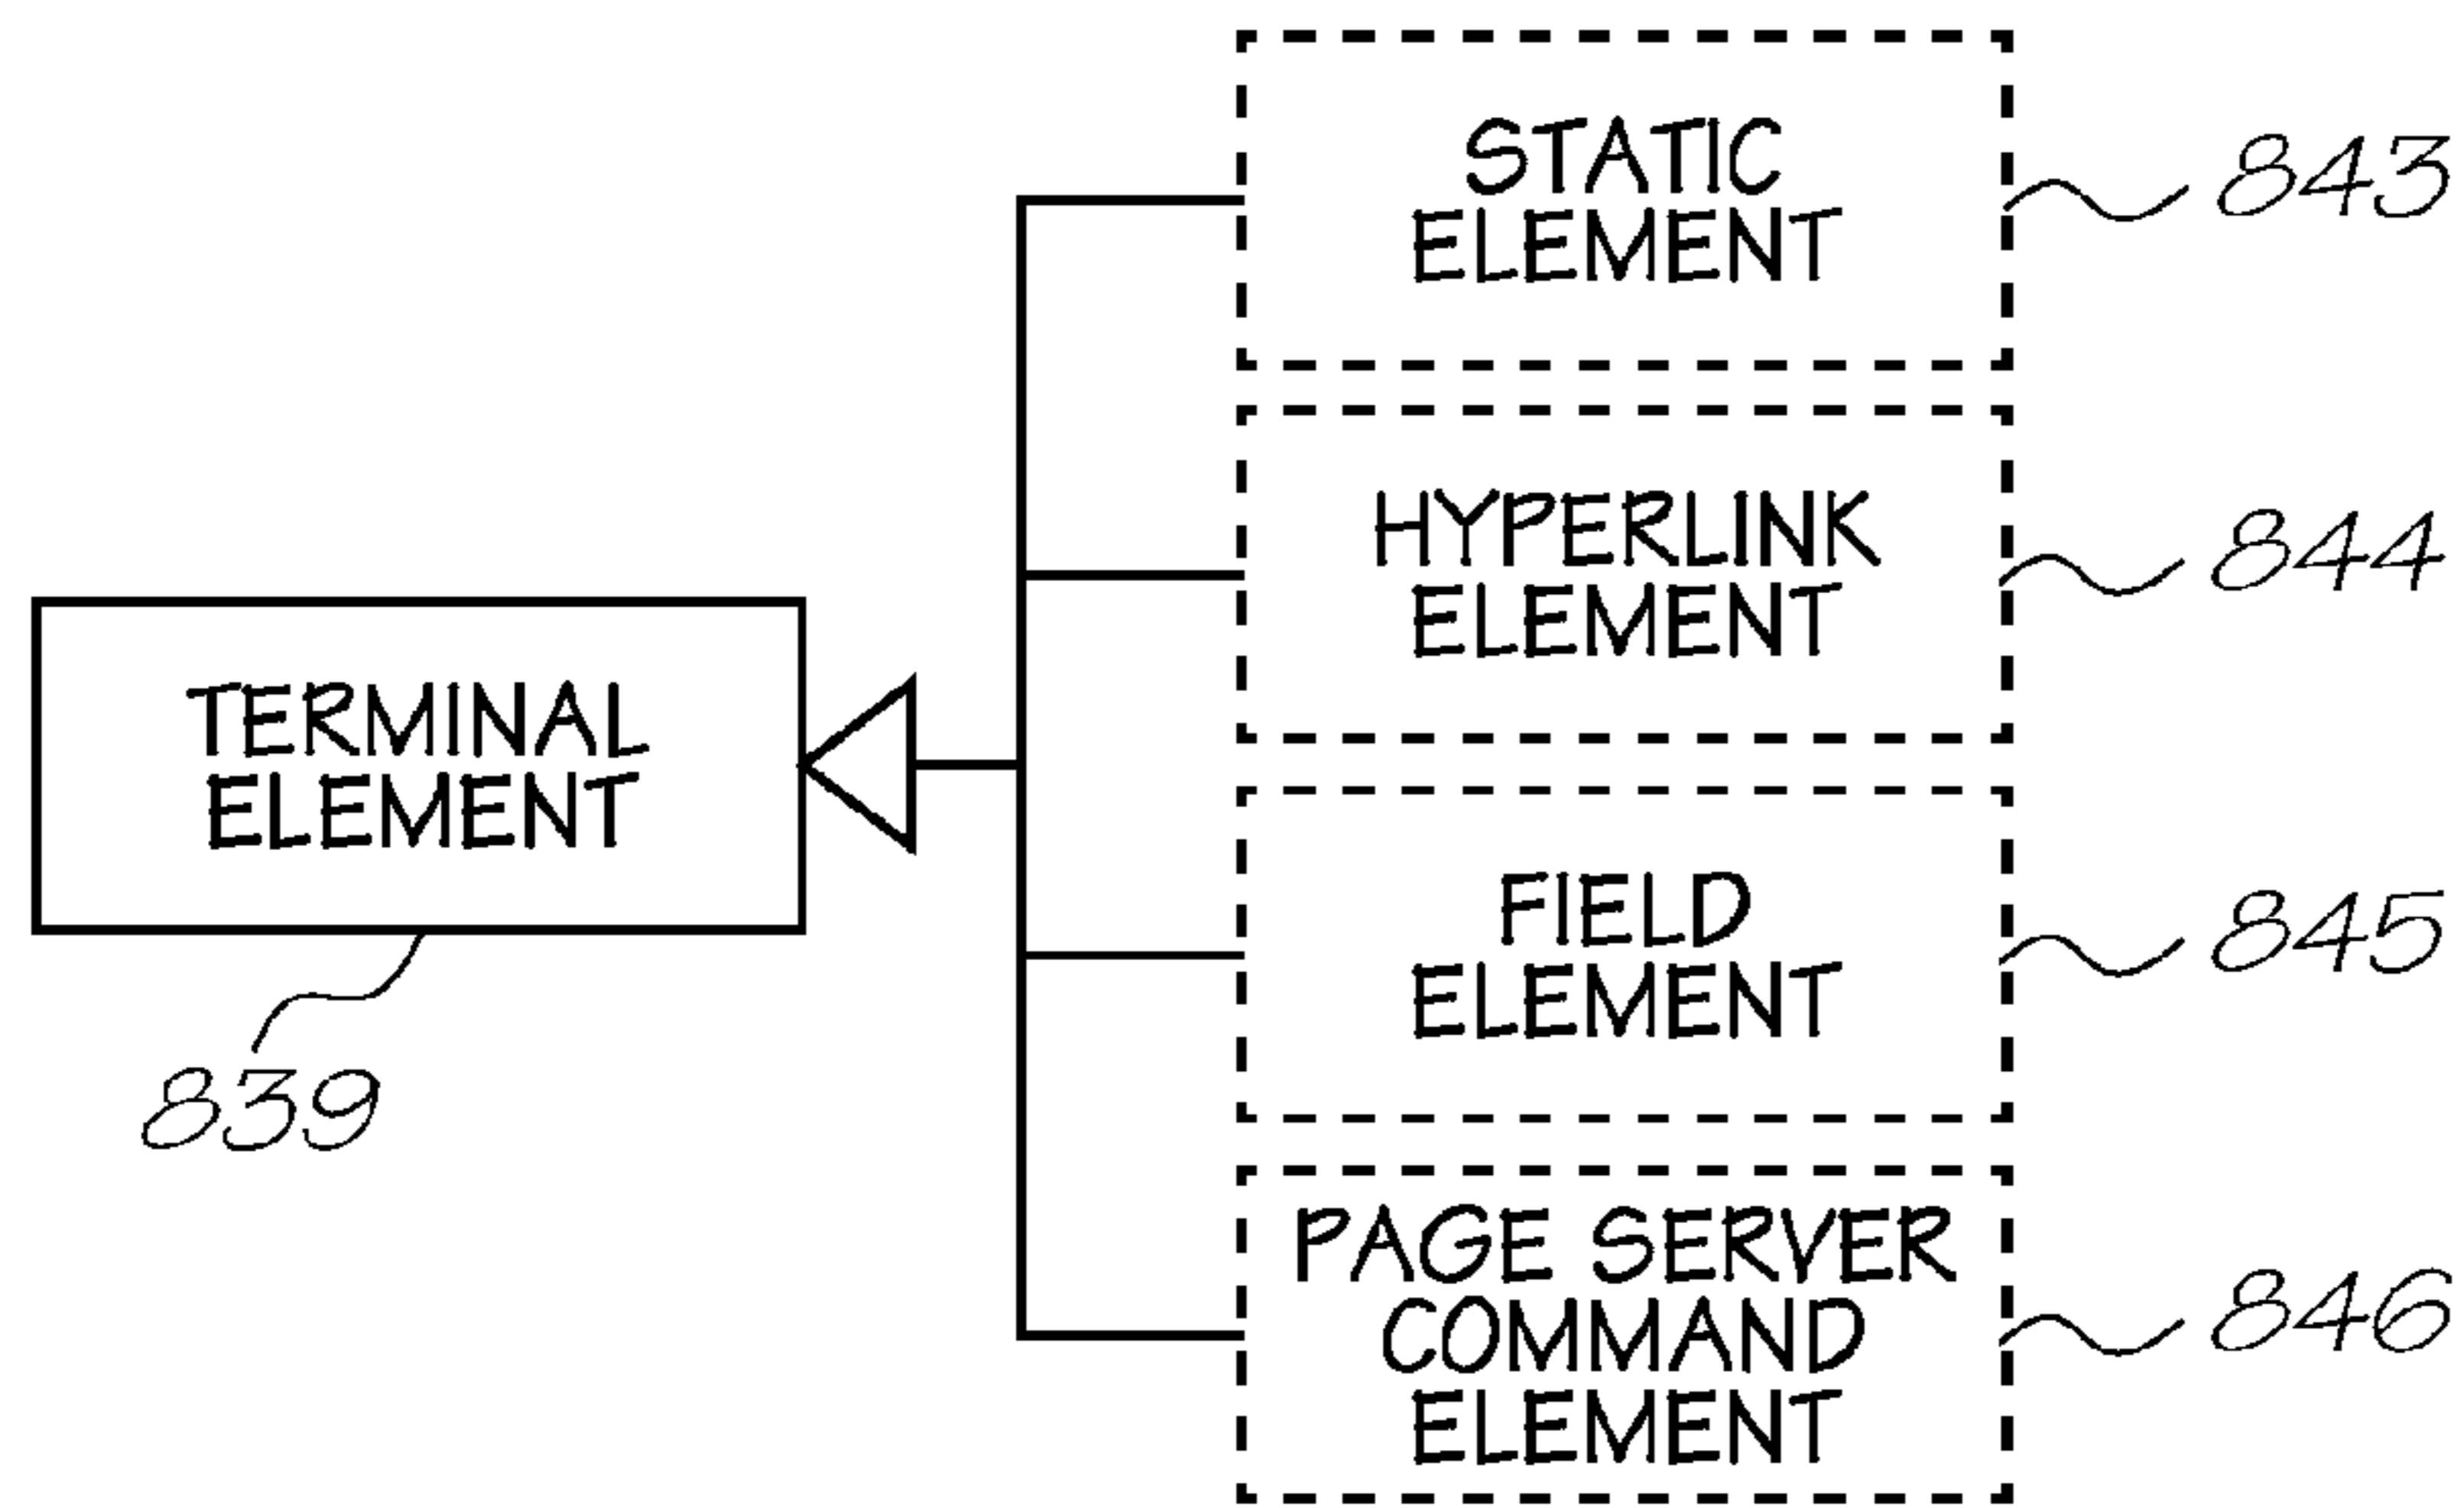 STATIC
ELEMENT
843
HYPERLINK
ELEMENT
844
TERMINAL
ELEMENT
839
FIELD
ELEMENT
845
PAGE SERVER
COMMAND
ELEMENT
846